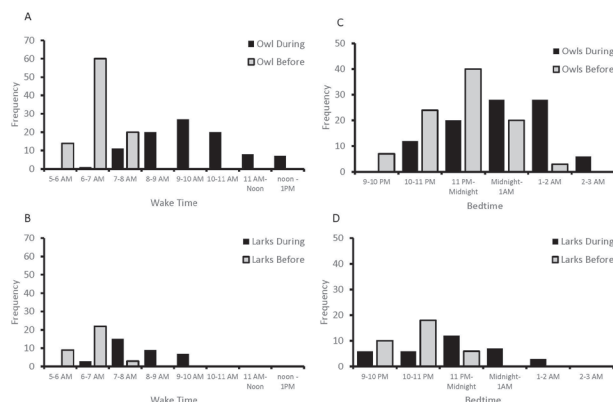 A
70
60
50
40
30
20
10
0
Frequency
Owl During
Owl Before
5-6 AM 6-7 AM 7-8 AM 8-9 AM 9-10 AM 10-11 AM 11 AM- Noon noon - 1PM
Wake Time
B
70
60
50
40
30
20
10
0
Frequency
Larks During
Larks Before
5-6 AM 6-7 AM 7-8 AM 8-9 AM 9-10 AM 10-11 AM 11 AM- Noon noon - 1PM
Wake Time
C
50
40
30
20
10
0
Frequency
Owls During
Owls Before
9-10 PM 10-11 PM 11 PM- Midnight Midnight- 1AM 1-2 AM 2-3 AM
Bedtime
D
50
40
30
20
10
0
Frequency
Larks During
Larks Before
9-10 PM 10-11 PM 11 PM- Midnight Midnight- 1AM 1-2 AM 2-3 AM
Bedtime